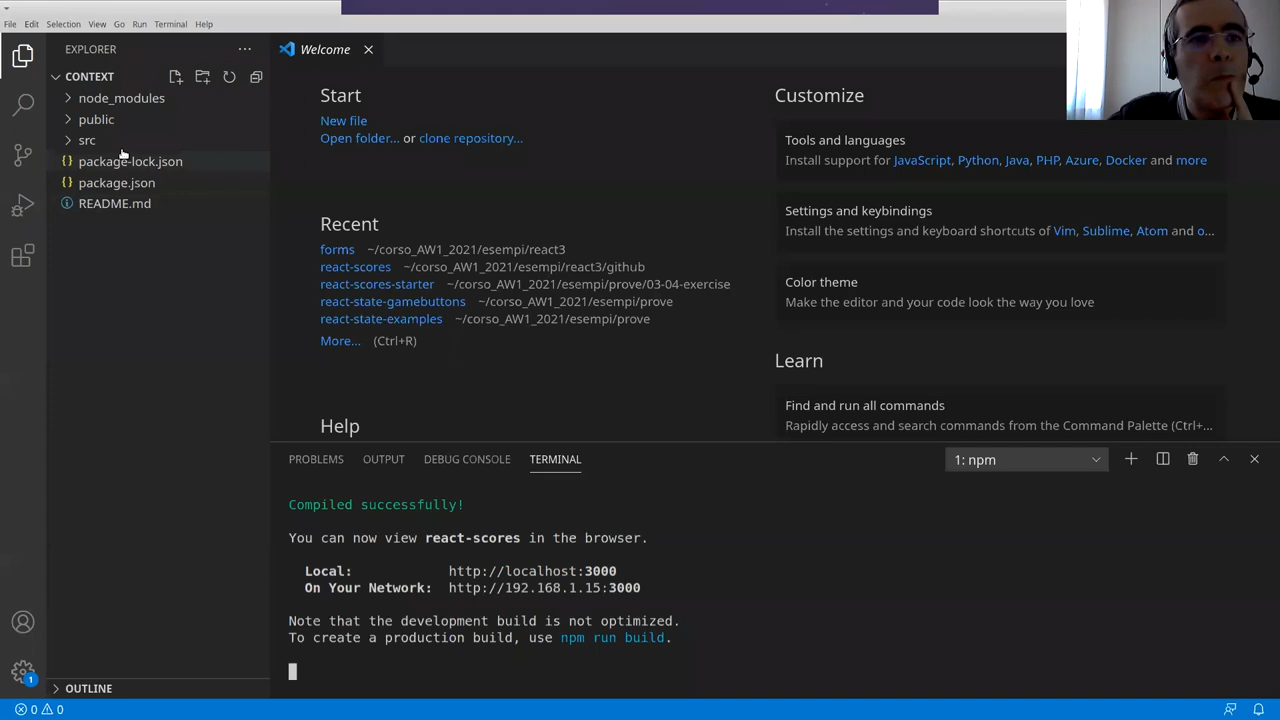 File Edit Selection View Go Run Terminal Help
EXPLORER
CONTEXT
node_modules
public
src
package-lock.json
package.json
README.md
OUTLINE
Welcome
Start
New file
Open folder... or clone repository...
Recent
forms ~/corso_AW1_2021/esempi/react3
react-scores ~/corso_AW1_2021/esempi/react3/github
react-scores-starter ~/corso_AW1_2021/esempi/prove/03-04-exercise
react-state-gamebuttons ~/corso_AW1_2021/esempi/prove
react-state-examples ~/corso_AW1_2021/esempi/prove
More... (Ctrl+R)
Help
Customize
Tools and languages
Install support for JavaScript, Python, Java, PHP, Azure, Docker and more
Settings and keybindings
Install the settings and keyboard shortcuts of Vim, Sublime, Atom and o...
Color theme
Make the editor and your code look the way you love
Learn
Find and run all commands
Rapidly access and search commands from the Command Palette (Ctrl+...
PROBLEMS OUTPUT DEBUG CONSOLE TERMINAL
1: npm
Compiled successfully!
You can now view react-scores in the browser.
Local: http://localhost:3000
On Your Network: http://192.168.1.15:3000
Note that the development build is not optimized.
To create a production build, use npm run build.
1
0 0